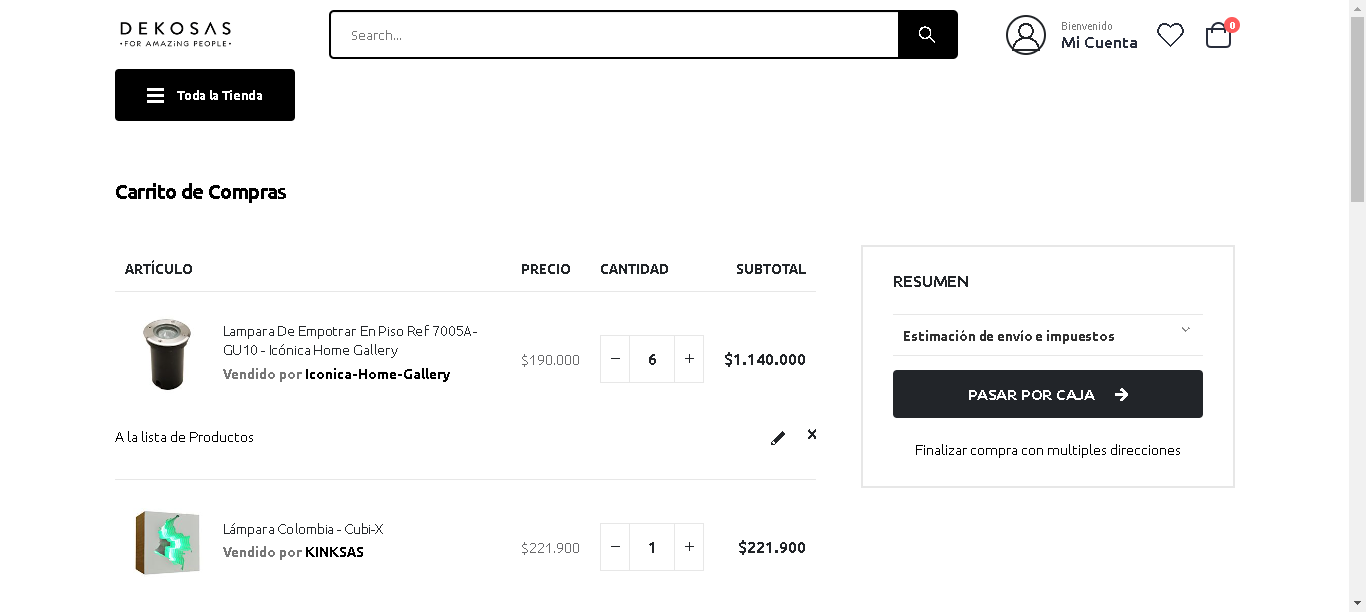 DEKOSAS
•FOR AMAZING PEOPLE•
Search...
Bienvenido
Mi Cuenta
0
Toda la Tienda
Carrito de Compras
ARTÍCULO PRECIO CANTIDAD SUBTOTAL
Lampara De Empotrar En Piso Ref 7005A-
GU10 - Icónica Home Gallery
Vendido por Iconica-Home-Gallery
$190.000 − 6 + $1.140.000
A la lista de Productos
Lámpara Colombia - Cubi-X
Vendido por KINKSAS
$221.900 − 1 + $221.900
RESUMEN
Estimación de envío e impuestos
PASAR POR CAJA
Finalizar compra con multiples direcciones